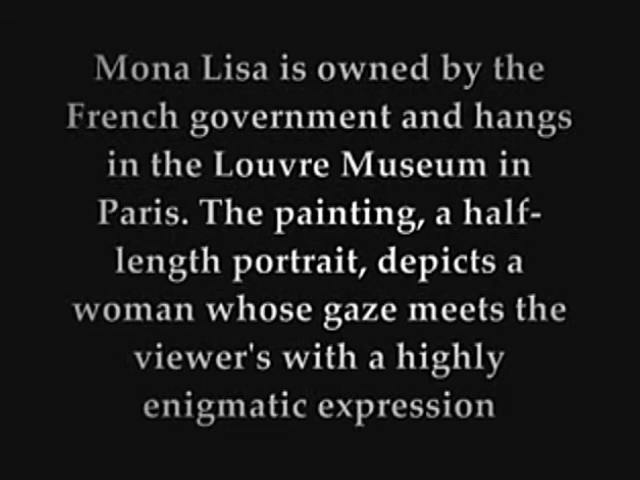 Mona Lisa is owned by the
French government and hangs
in the Louvre Museum in
Paris. The painting, a half-
length portrait, depicts a
woman whose gaze meets the
viewer's with a highly
enigmatic expression